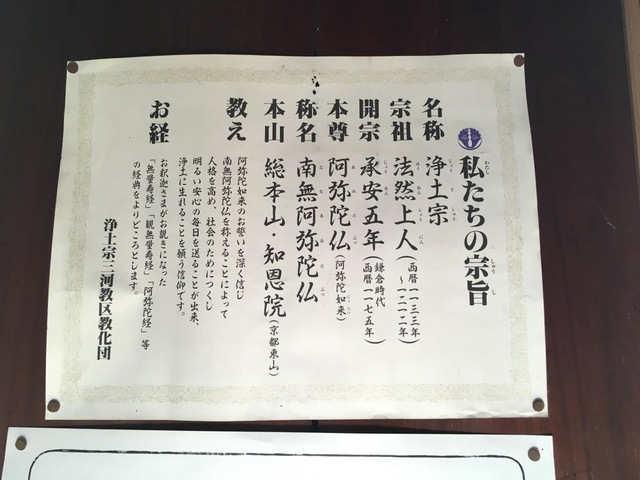 私たちの宗旨
名称 浄土宗
宗祖 法然上人(西暦一一三三年~一二一二年)
開宗 承安五年(鎌倉時代 西暦一一七五年)
本尊 阿弥陀仏(阿弥陀如来)
称名 南無阿弥陀仏
本山 総本山・知恩院(京都東山)
教え 阿弥陀如来のお誓いを深く信じ
南無阿弥陀仏を称えることによって
人格を高め、社会のためにつくし
明るい安心の毎日を送ることが出来、
浄土に生れることを願う信仰です。
お経 お釈迦さまがお説きになった
「無量寿経」「観無量寿経」「阿弥陀経」等
の経典をよりどころとします。
浄土宗三河教区教化団